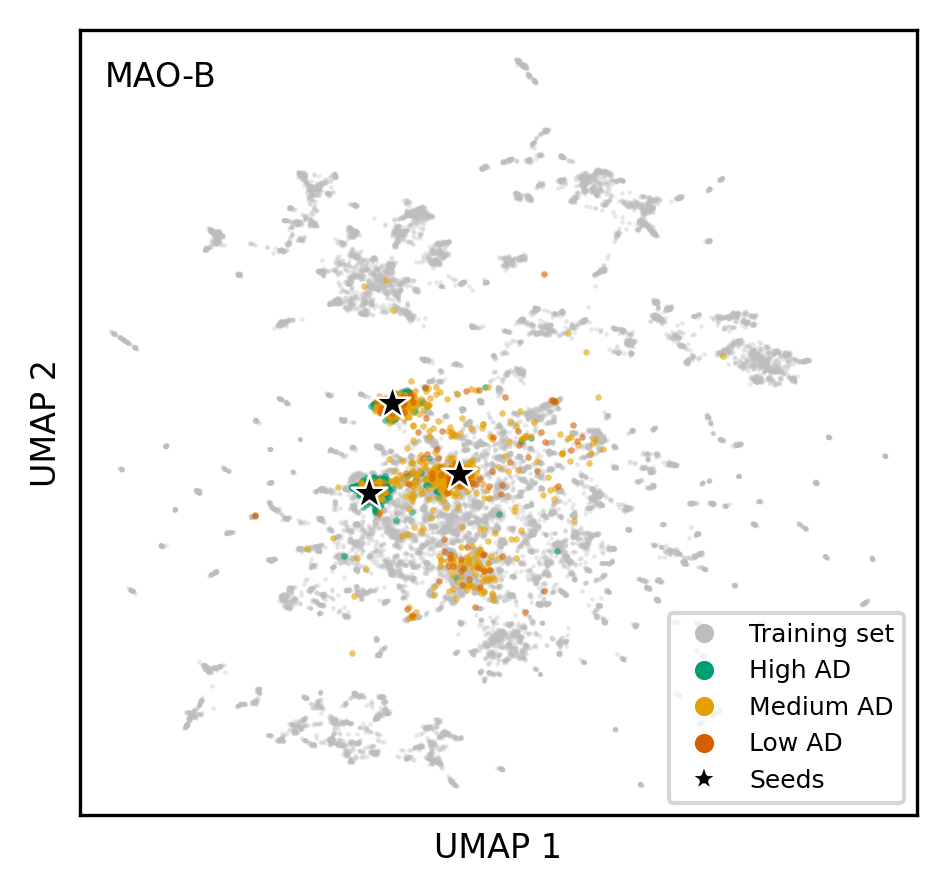 MAO-B
UMAP 2
Training set
High AD
Medium AD
Low AD
Seeds
UMAP 1